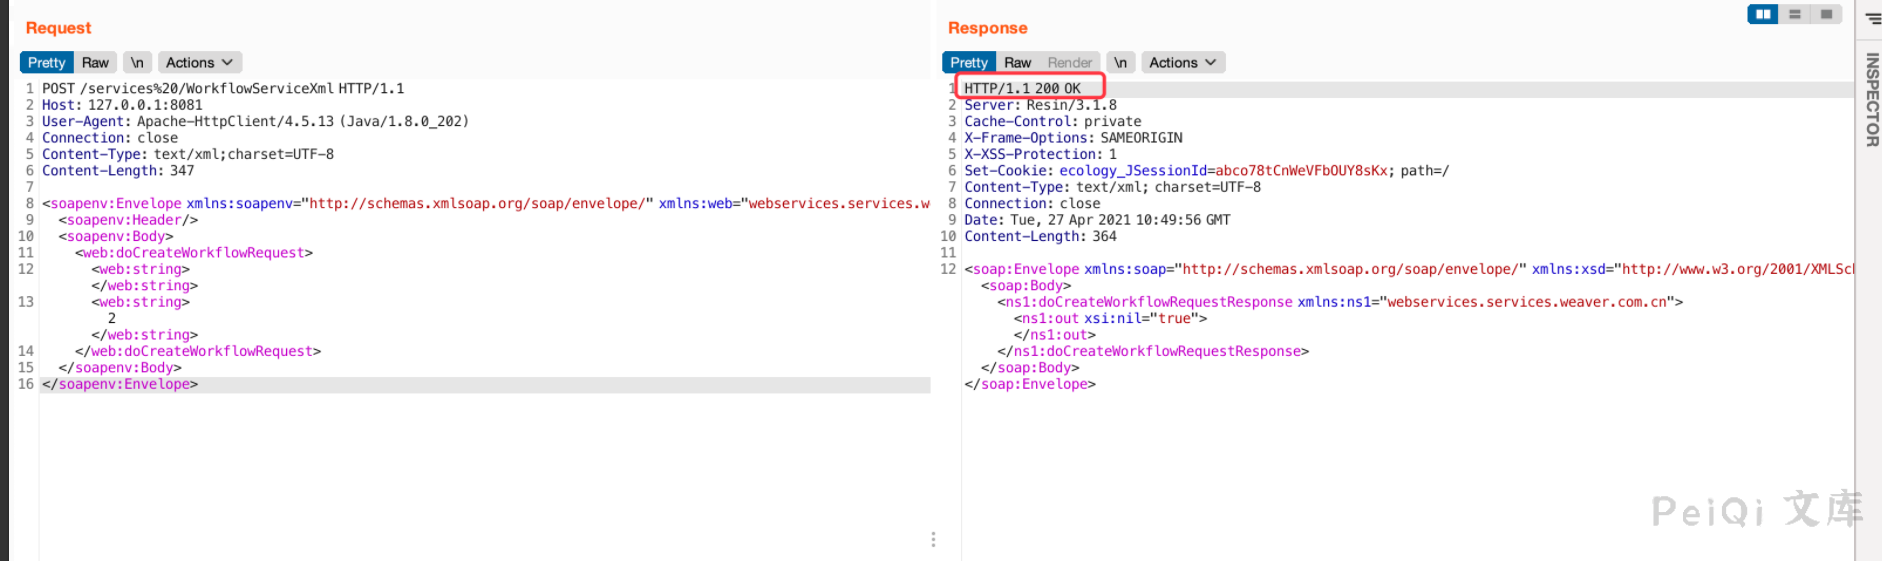 Request
Pretty Raw \n Actions
1 POST /services%20/WorkflowServiceXml HTTP/1.1
2 Host: 127.0.0.1:8081
3 User-Agent: Apache-HttpClient/4.5.13 (Java/1.8.0_202)
4 Connection: close
5 Content-Type: text/xml;charset=UTF-8
6 Content-Length: 347
7
8 <soapenv:Envelope xmlns:soapenv="http://schemas.xmlsoap.org/soap/envelope/" xmlns:web="webservices.services.w
9 <soapenv:Header/>
10 <soapenv:Body>
11 <web:doCreateWorkflowRequest>
12 <web:string>
</web:string>
13 <web:string>
2
</web:string>
14 </web:doCreateWorkflowRequest>
15 </soapenv:Body>
16 </soapenv:Envelope>
Response
Pretty Raw Render \n Actions
1 HTTP/1.1 200 OK
2 Server: Resin/3.1.8
3 Cache-Control: private
4 X-Frame-Options: SAMEORIGIN
5 X-XSS-Protection: 1
6 Set-Cookie: ecology_JSessionId=abco78tCnWeVFbOUY8sKx; path=/
7 Content-Type: text/xml; charset=UTF-8
8 Connection: close
9 Date: Tue, 27 Apr 2021 10:49:56 GMT
10 Content-Length: 364
11
12 <soap:Envelope xmlns:soap="http://schemas.xmlsoap.org/soap/envelope/" xmlns:xsd="http://www.w3.org/2001/XMLSc
<soap:Body>
<ns1:doCreateWorkflowRequestResponse xmlns:ns1="webservices.services.weaver.com.cn">
<ns1:out xsi:nil="true">
</ns1:out>
</ns1:doCreateWorkflowRequestResponse>
</soap:Body>
</soap:Envelope>
INSPECTOR
PeiQi 文库